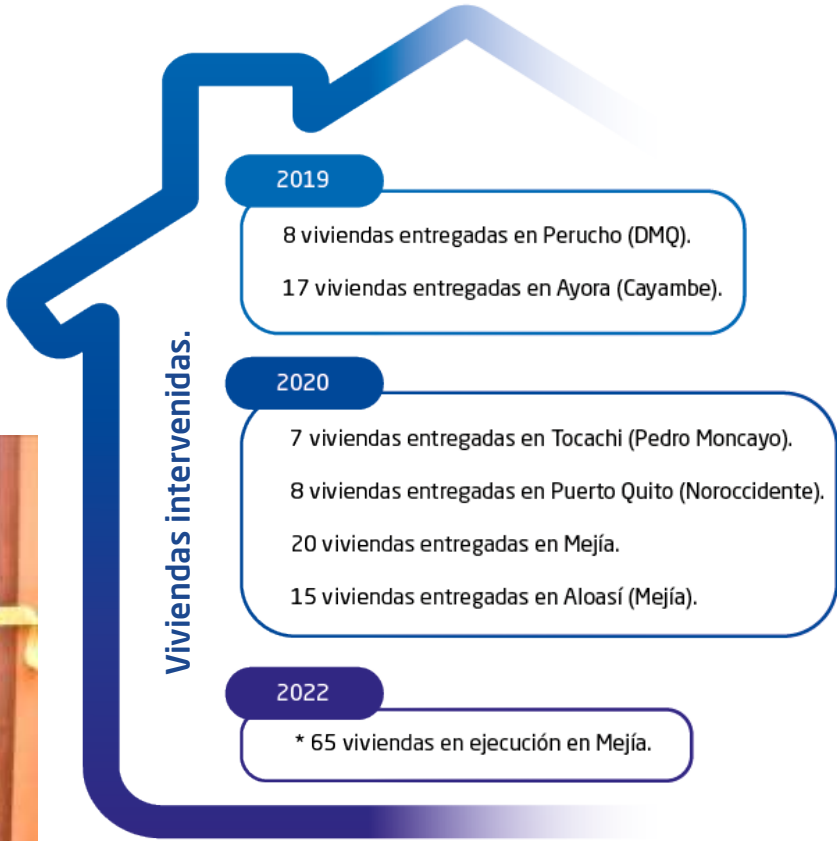 Viviendas intervenidas.
2019
8 viviendas entregadas en Perucho (DMQ).
17 viviendas entregadas en Ayora (Cayambe).
2020
7 viviendas entregadas en Tocachi (Pedro Moncayo).
8 viviendas entregadas en Puerto Quito (Noroccidente).
20 viviendas entregadas en Mejía.
15 viviendas entregadas en Aloasí (Mejía).
2022
* 65 viviendas en ejecución en Mejía.